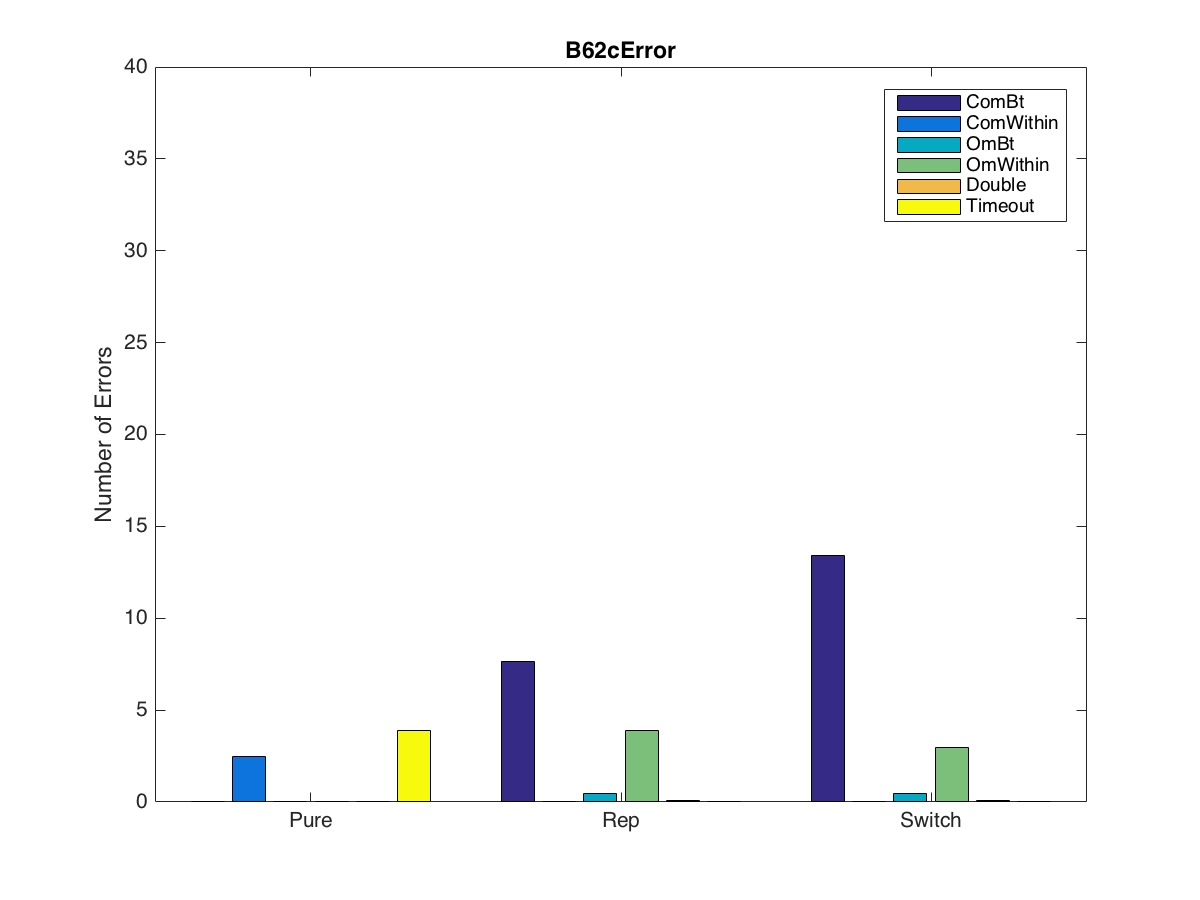 B62cError
40
35
30
25
20
15
10
5
0
Number of Errors
Pure
Rep
Switch
ComBt
ComWithin
OmBt
OmWithin
Double
Timeout